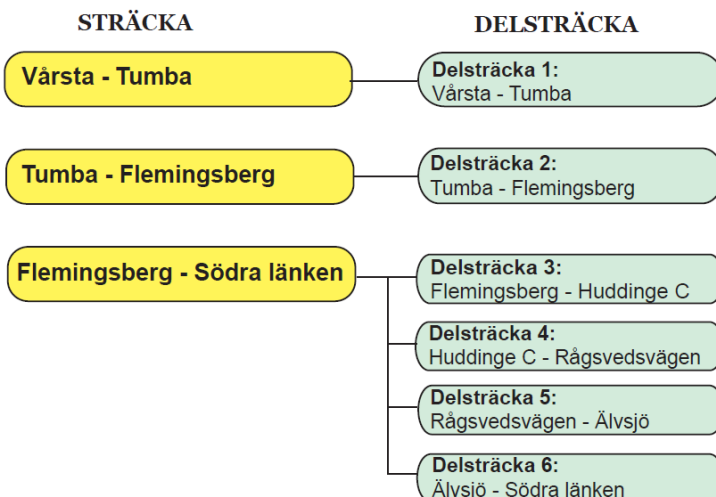 STRÄCKA
DELSTRÄCKA
Vårsta - Tumba
Delsträcka 1:
Vårsta - Tumba
Tumba - Flemingsberg
Delsträcka 2:
Tumba - Flemingsberg
Flemingsberg - Södra länken
Delsträcka 3:
Flemingsberg - Huddinge C
Delsträcka 4:
Huddinge C - Rågsvedsvägen
Delsträcka 5:
Rågsvedsvägen - Älvsjö
Delsträcka 6:
Älvsjö - Södra länken